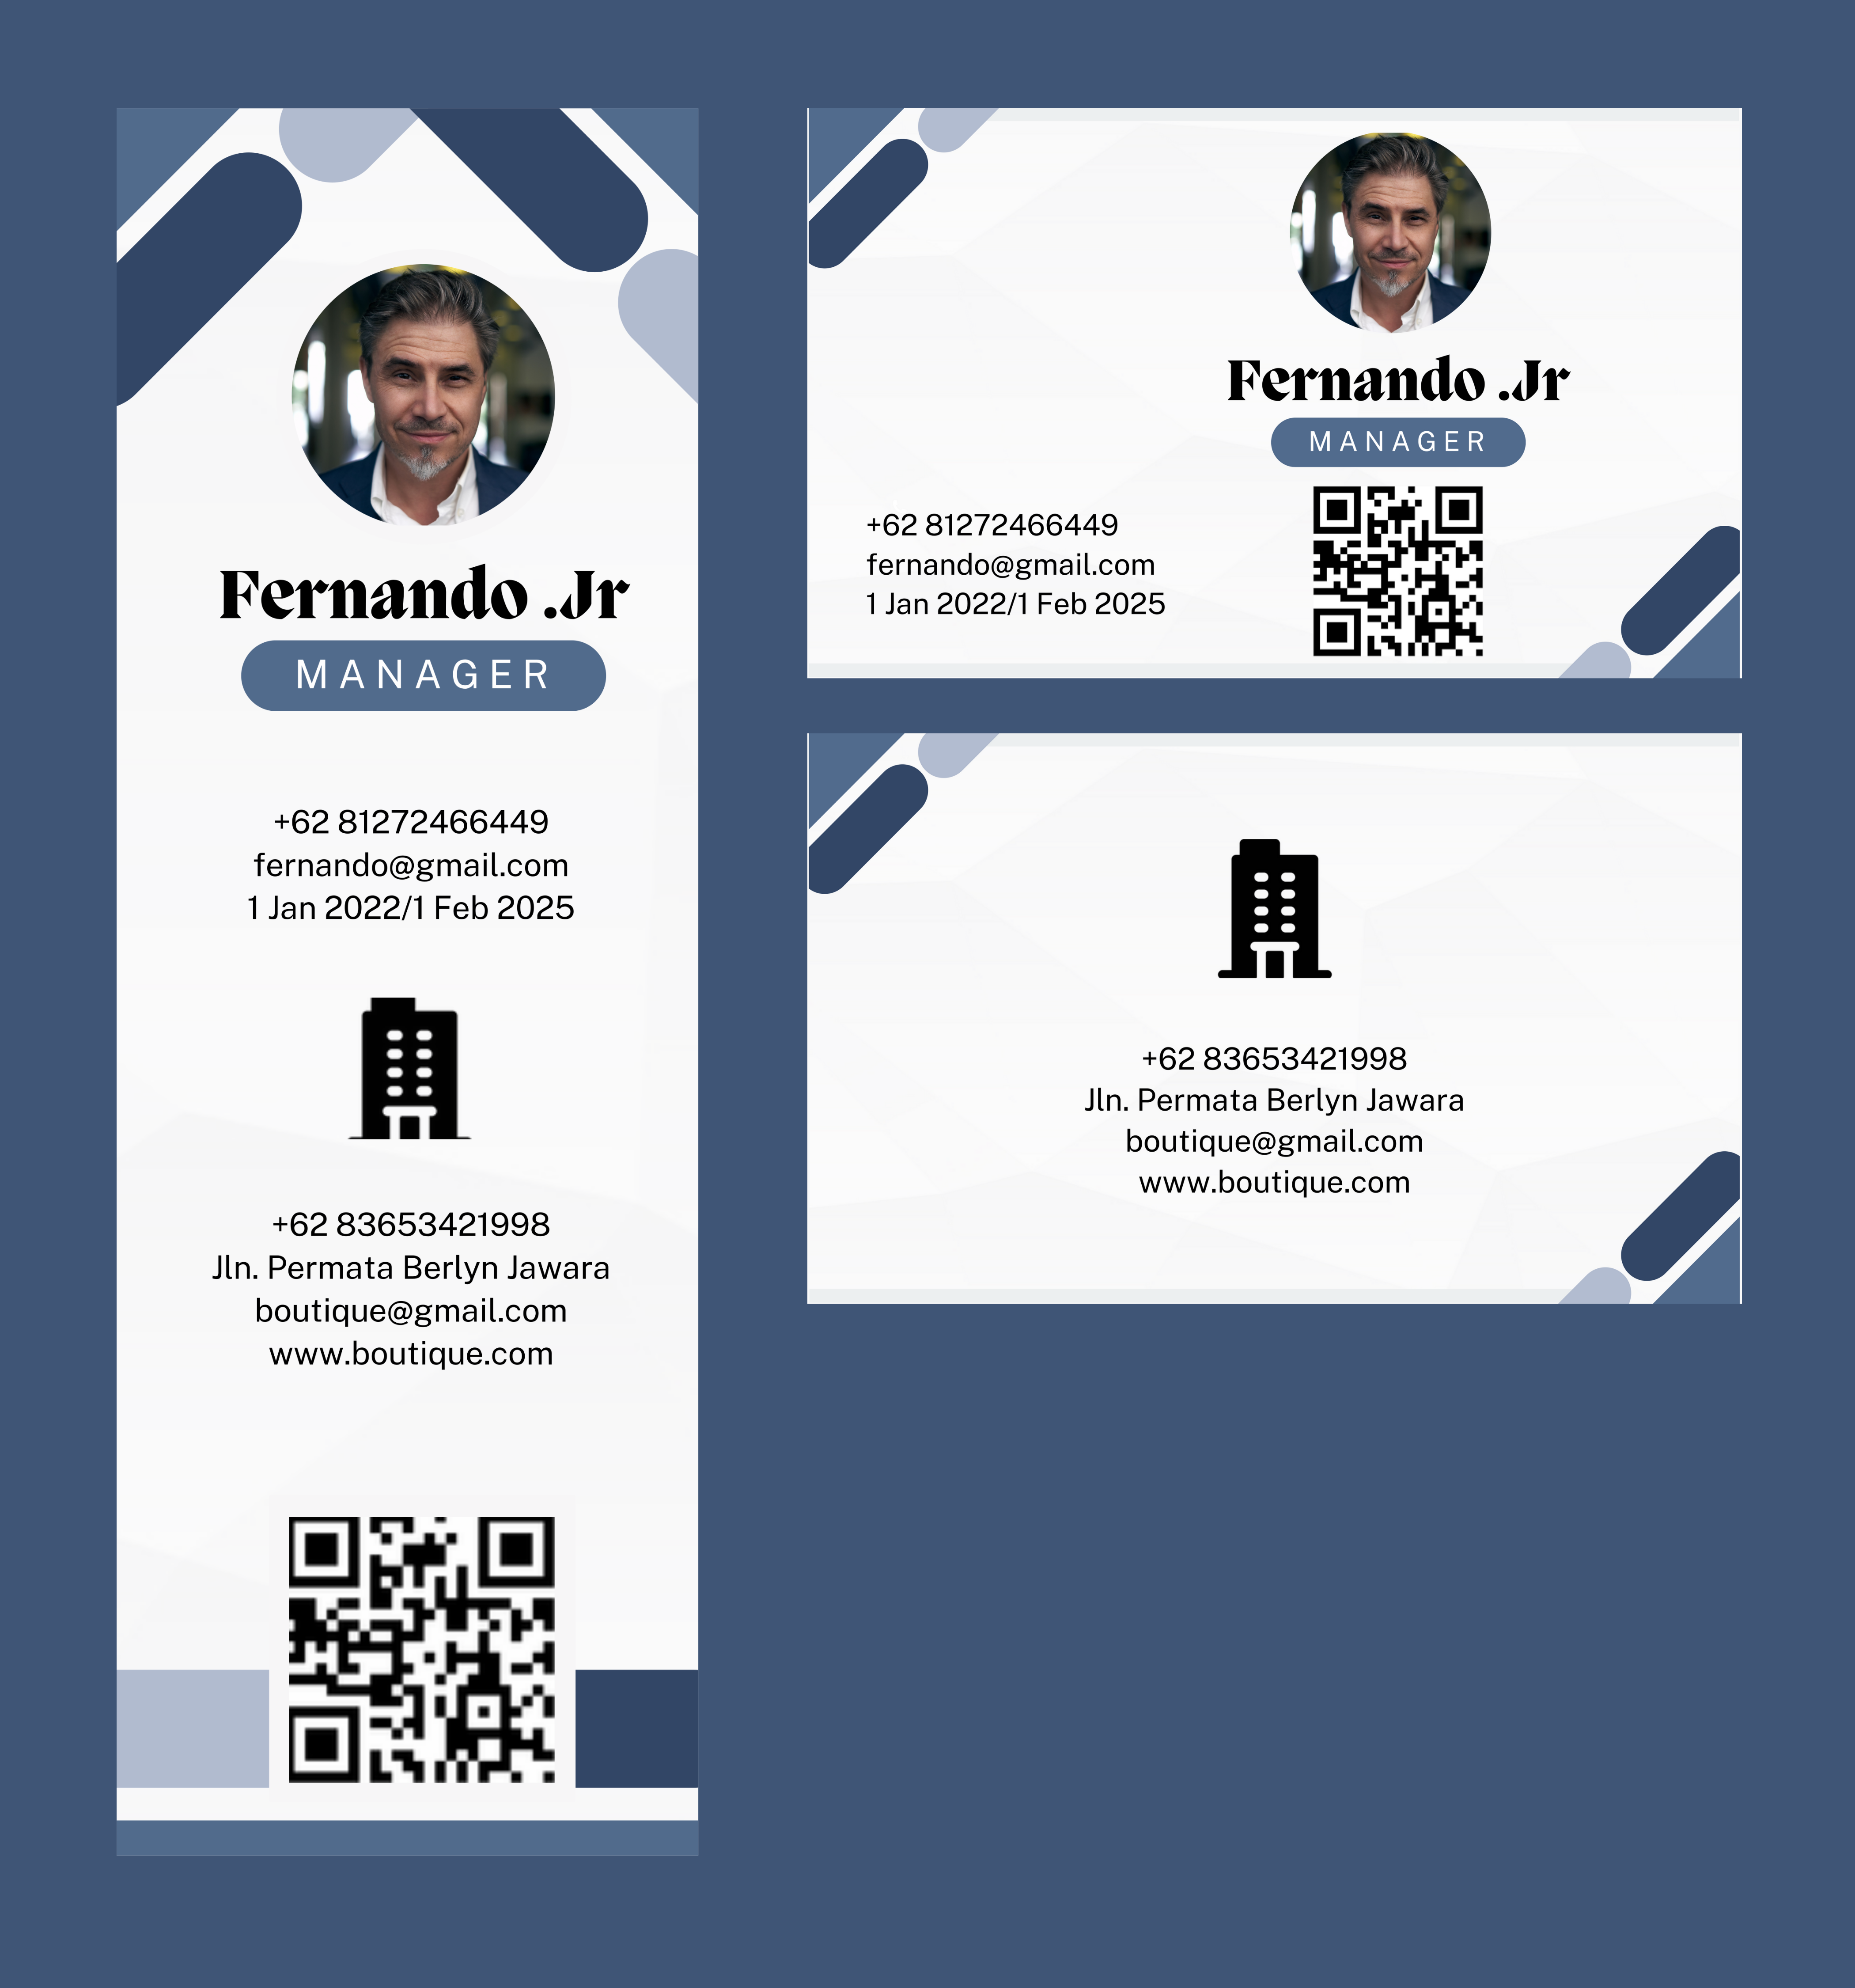 Fernando .Jr
MANAGER
+62 81272466449
fernando@gmail.com
1 Jan 2022/1 Feb 2025
+62 83653421998
Jln. Permata Berlyn Jawara
boutique@gmail.com
www.boutique.com
Fernando .Jr
MANAGER
+62 81272466449
fernando@gmail.com
1 Jan 2022/1 Feb 2025
+62 83653421998
Jln. Permata Berlyn Jawara
boutique@gmail.com
www.boutique.com